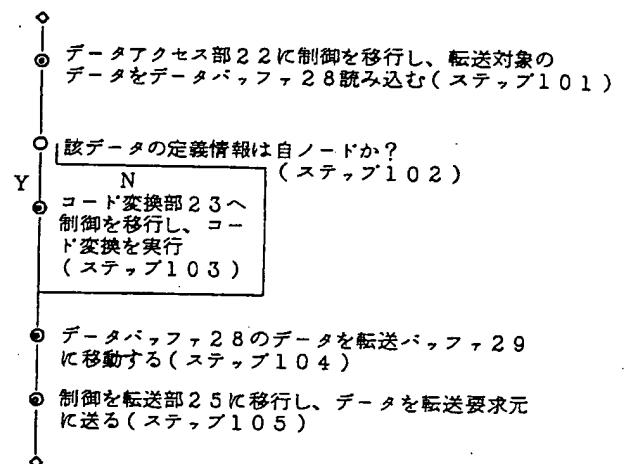 データアクセス部22に制御を移行し、転送対象の
データをデータバッファ28読み込む(ステップ101)
該データの定義情報は自ノードか?
(ステップ102)
Y
N
コード変換部23へ
制御を移行し、コー
ド変換を実行
(ステップ103)
データバッファ28のデータを転送バッファ29
に移動する(ステップ104)
制御を転送部25に移行し、データを転送要求元
に送る(ステップ105)